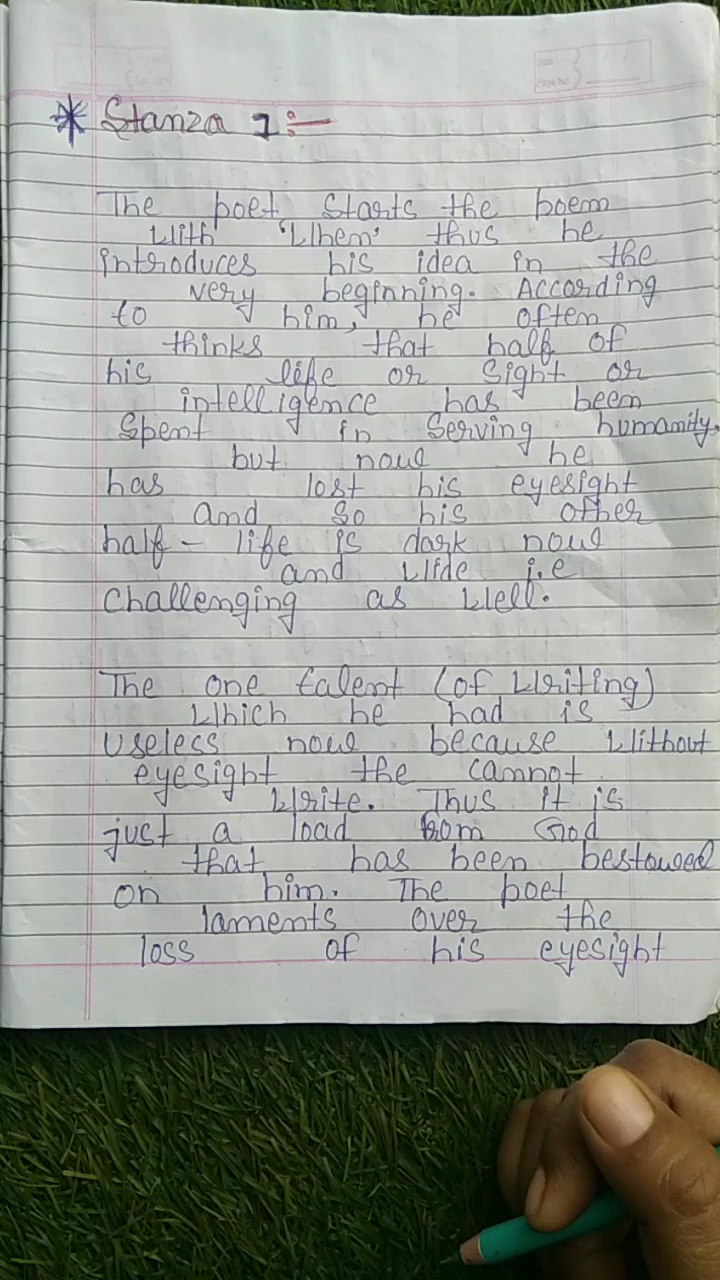 * Stanza 1 :-
The poet starts the poem
with 'When' thus he
introduces his idea in the
very beginning. According
to him, he often
thinks that half of
his life or sight or
intelligence has been
spent in serving humanity,
but now he
has lost his eyesight
and so his other
half - life is dark now
and wide i.e
challenging as well.
The one talent (of writing)
which he had is
useless now because without
eyesight the cannot
write. Thus it is
just a load from God
that has been bestowed
on him. The poet
laments over the
loss of his eyesight
Date
Page No.